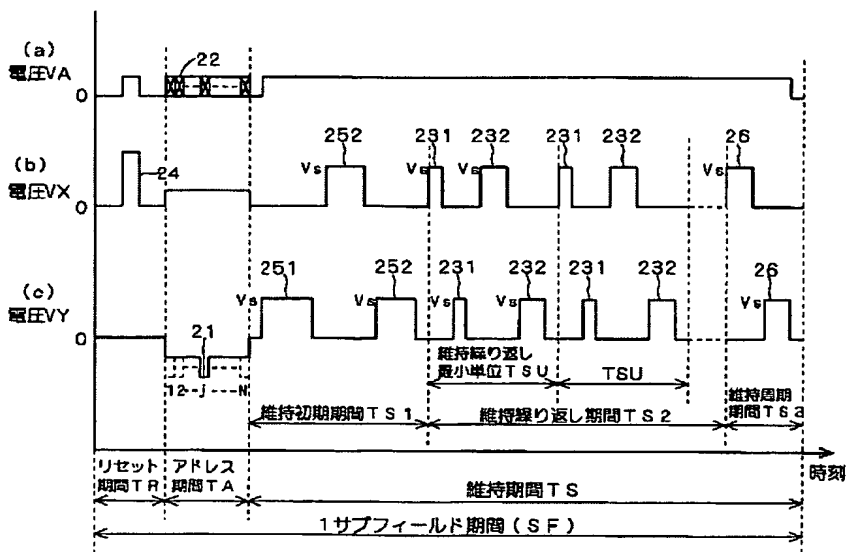 (a)
電圧VA
0
22
(b)
電圧VX
0
24
252
231
232
231
232
26
Vs
Vs
Vs
Vs
(c)
電圧VY
0
21
251
252
231
232
231
232
26
Vs
Vs
Vs
Vs
Vs
12--j----N
維持繰り返し
最小単位TSU
TSU
維持初期期間TS1
維持繰り返し期間TS2
維持周期
期間TS3
時刻
リセット
期間TR
アドレス
期間TA
維持期間TS
1サブフィールド期間(SF)